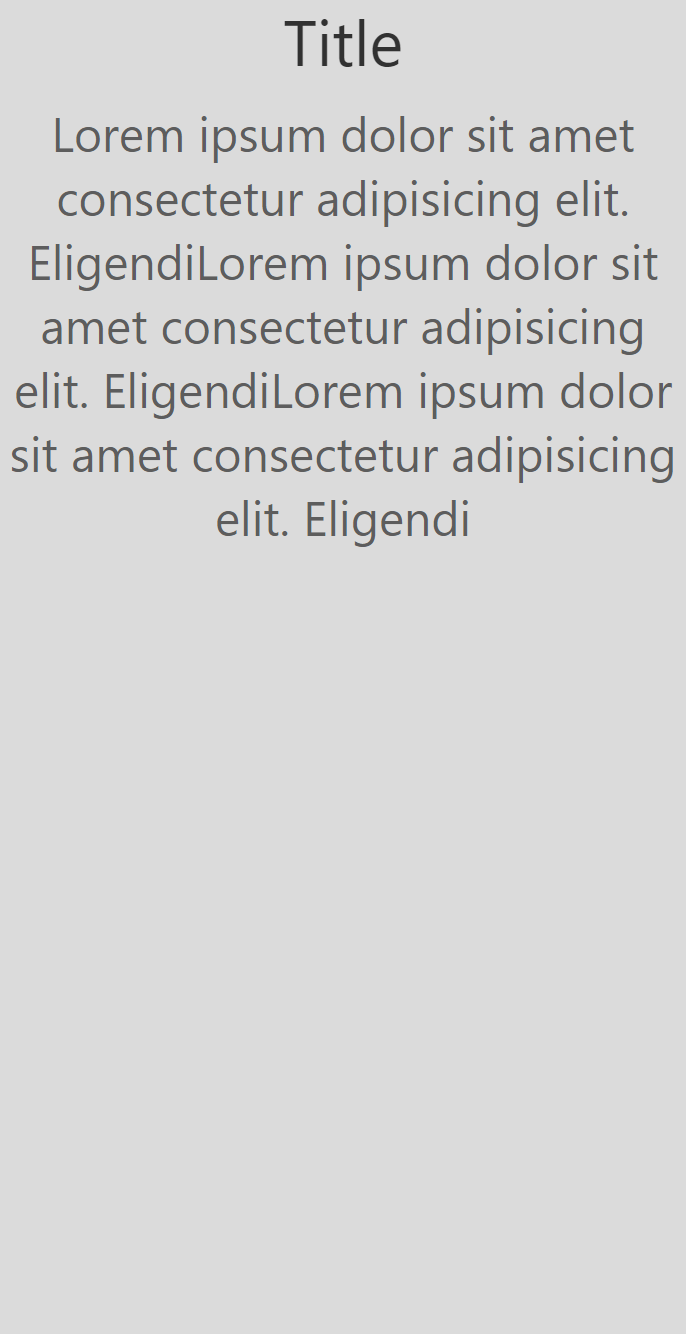 Title
Lorem ipsum dolor sit amet
consectetur adipisicing elit.
EligendiLorem ipsum dolor sit
amet consectetur adipisicing
elit. EligendiLorem ipsum dolor
sit amet consectetur adipisicing
elit. Eligendi